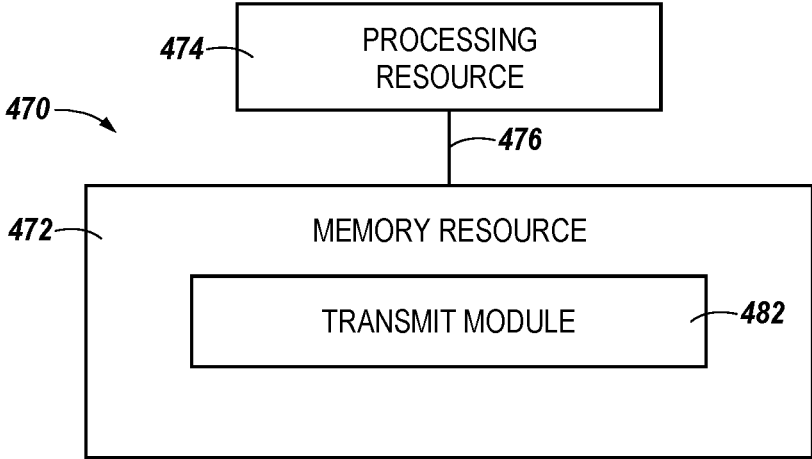 474
PROCESSING
RESOURCE
470
476
472
MEMORY RESOURCE
TRANSMIT MODULE
482